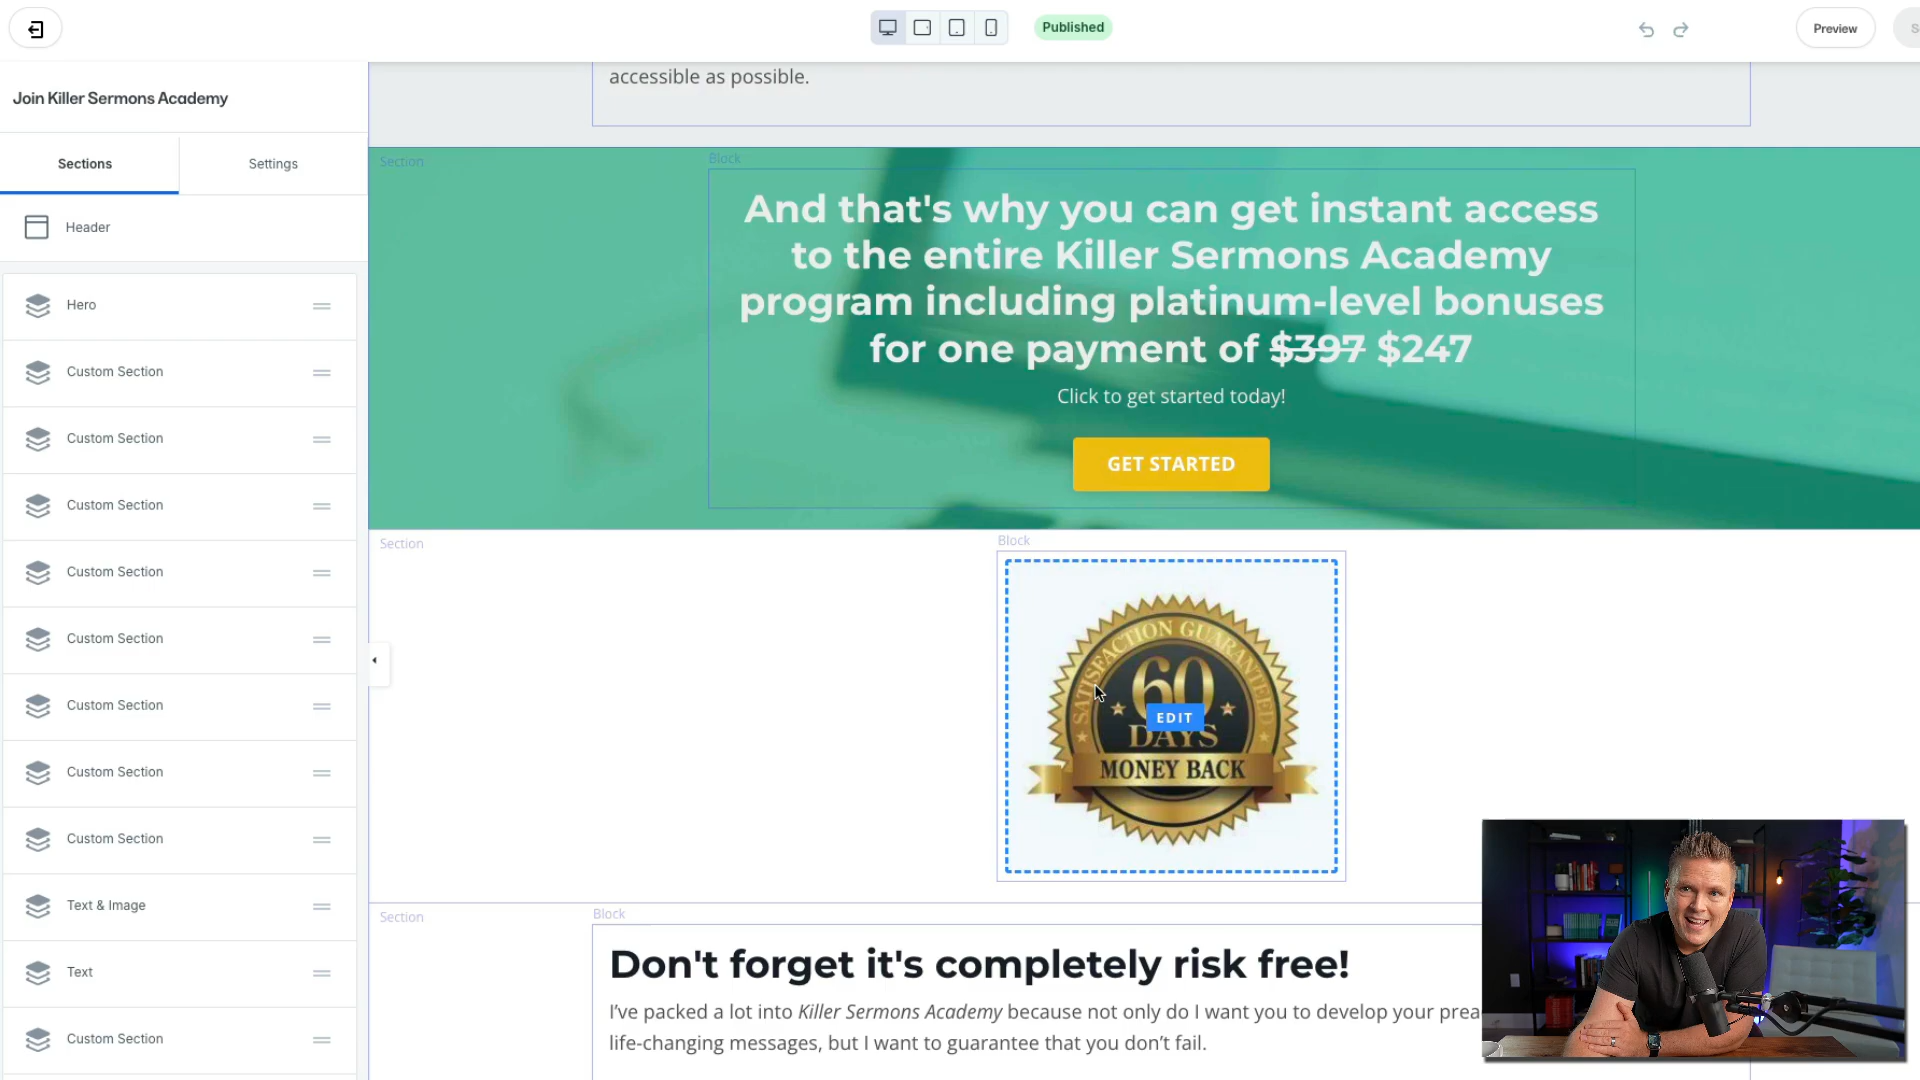 Published
Preview
Join Killer Sermons Academy
Sections
Settings
Header
Hero
Custom Section
Custom Section
Custom Section
Custom Section
Custom Section
Custom Section
Custom Section
Custom Section
Text & Image
Text
Custom Section
accessible as possible.
Section
Block
And that's why you can get instant access
to the entire Killer Sermons Academy
program including platinum-level bonuses
for one payment of $397 $247
Click to get started today!
GET STARTED
Section
Block
SATISFACTION GUARANTEED
60
EDIT
DAYS
MONEY BACK
Section
Block
Don't forget it's completely risk free!
I've packed a lot into Killer Sermons Academy because not only do I want you to develop your prea
life-changing messages, but I want to guarantee that you don't fail.